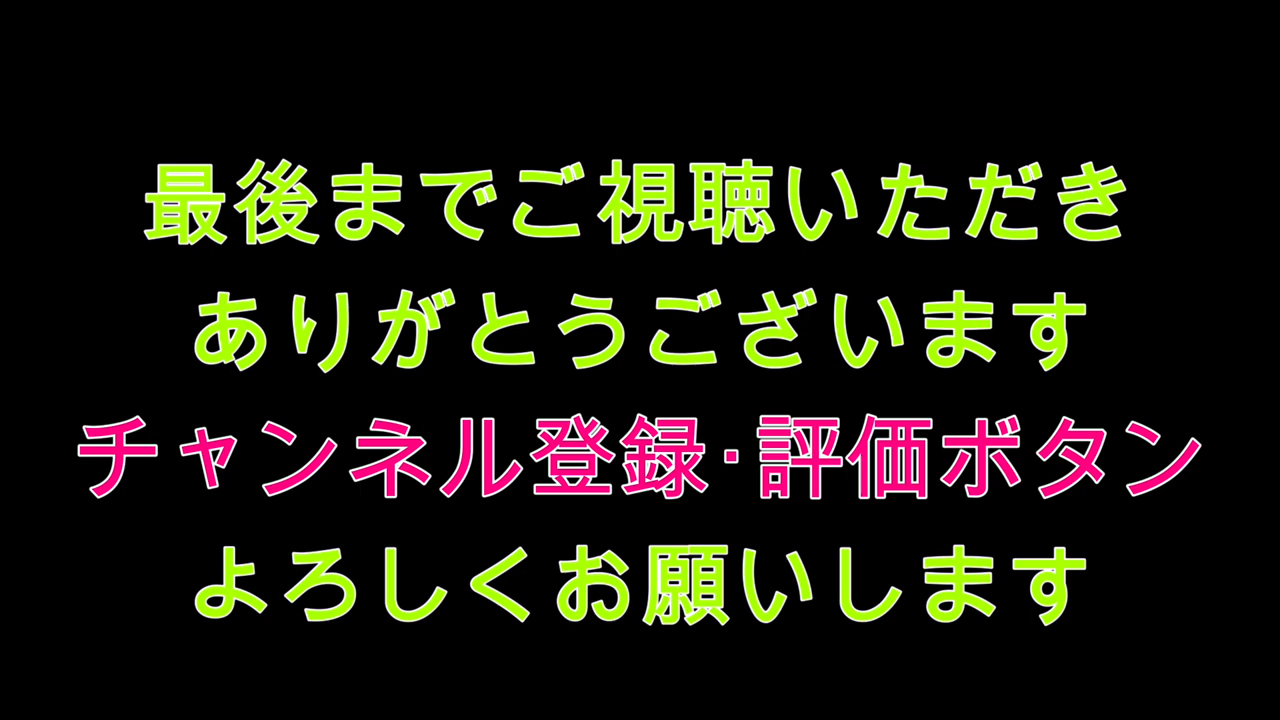 最後までご視聴いただき
ありがとうございます
チャンネル登録･評価ボタン
よろしくお願いします